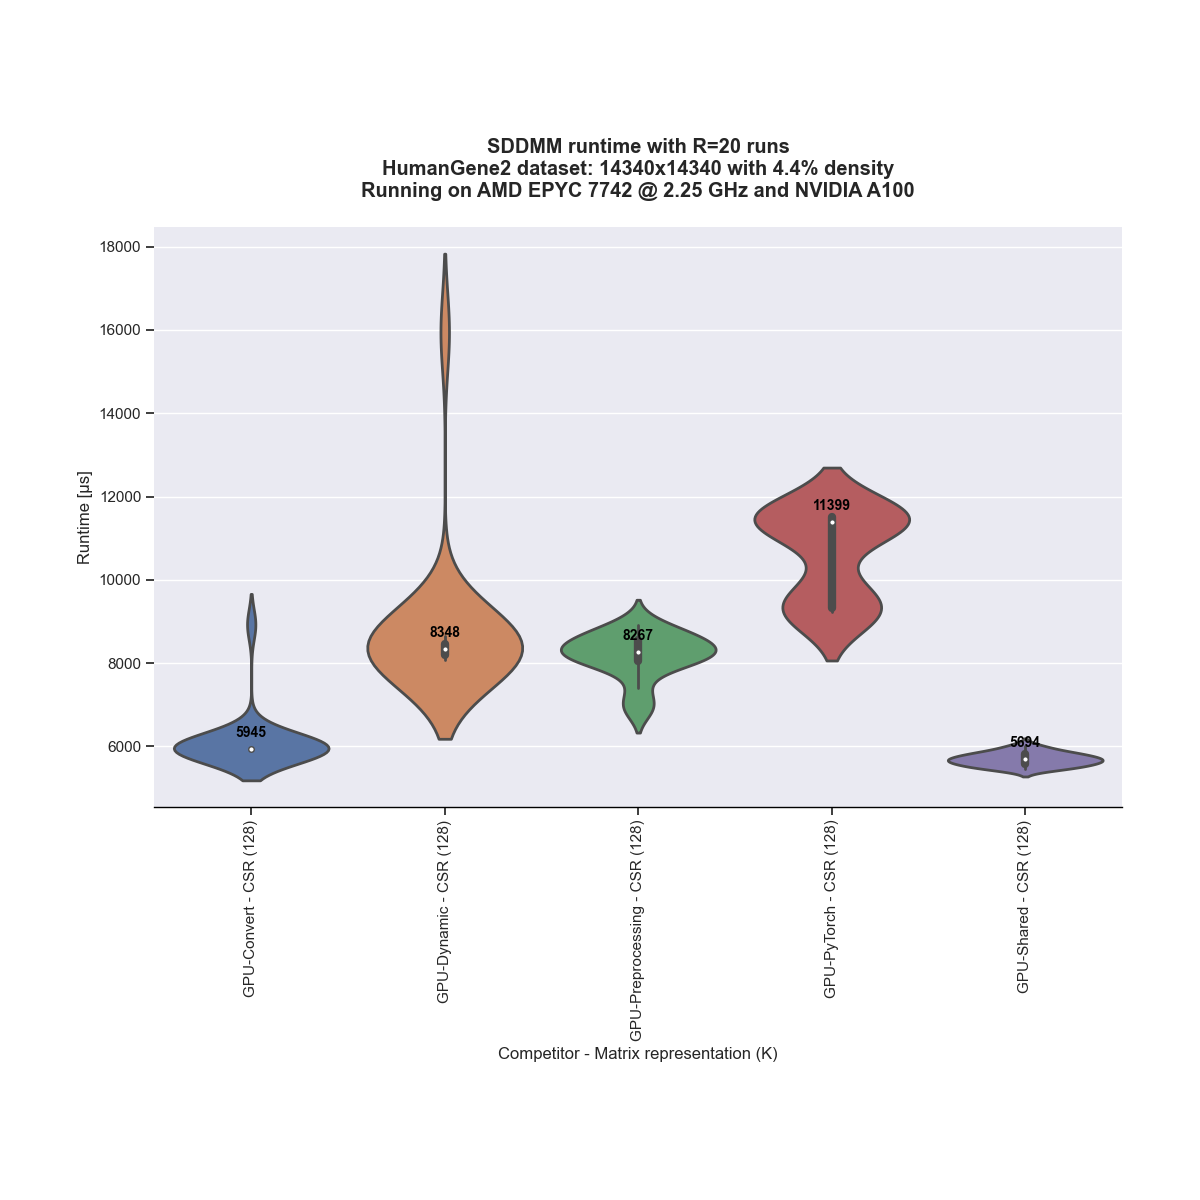 SDDMM runtime with R=20 runs
HumanGene2 dataset: 14340x14340 with 4.4% density
Running on AMD EPYC 7742 @ 2.25 GHz and NVIDIA A100
Runtime [μs]
18000
16000
14000
12000
10000
8000
6000
5945
8348
8267
11399
5694
GPU-Convert - CSR (128)
GPU-Dynamic - CSR (128)
GPU-Preprocessing - CSR (128)
GPU-PyTorch - CSR (128)
GPU-Shared - CSR (128)
Competitor - Matrix representation (K)